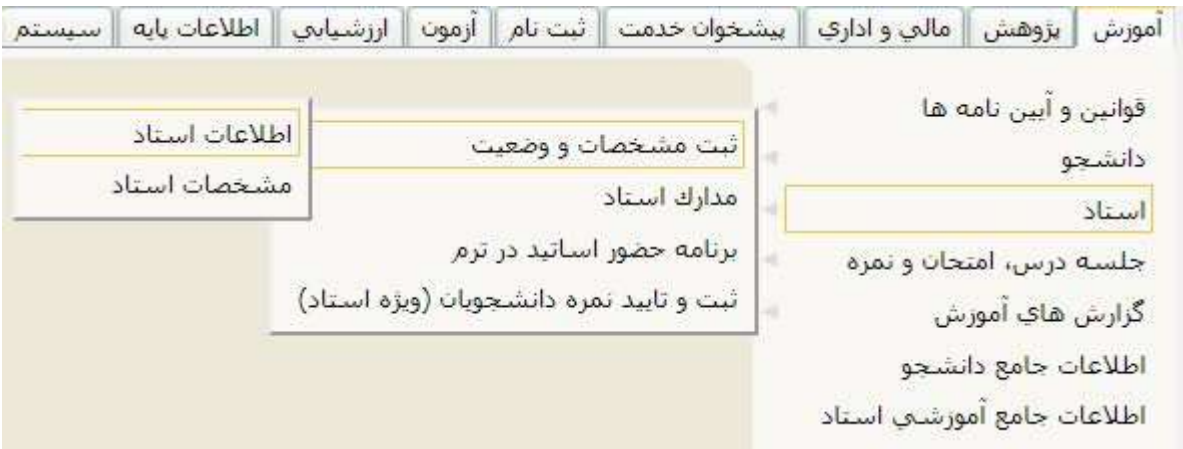 آموزش پژوهش مالي و اداري پيشخوان خدمت ثبت نام آزمون ارزشيابي اطلاعات پايه سيستم
قوانين و آيين نامه ها
دانشجو
استاد
جلسه درس، امتحان و نمره
گزارش هاي آموزش
اطلاعات جامع دانشجو
اطلاعات جامع آموزشي استاد
ثبت مشخصات و وضعيت
مدارك استاد
برنامه حضور اساتيد در ترم
ثبت و تاييد نمره دانشجويان (ويژه استاد)
اطلاعات استاد
مشخصات استاد